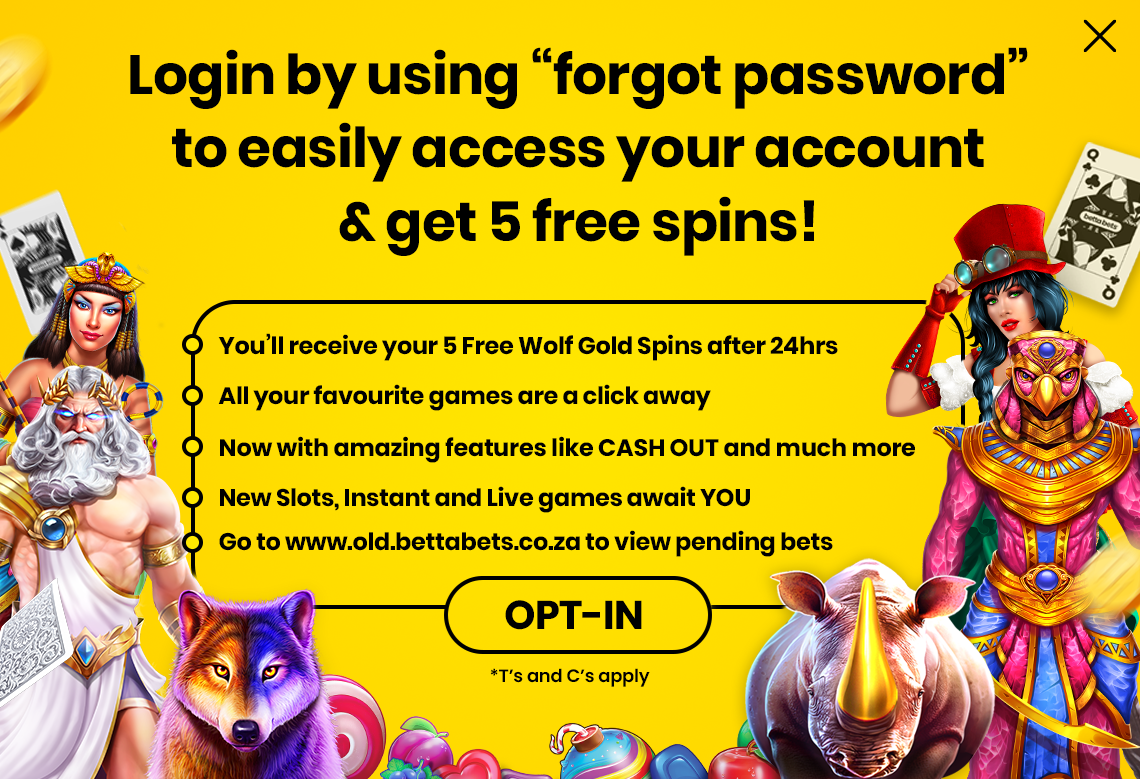 Login by using “forgot password”
to easily access your account
& get 5 free spins!
Q
bettabets
Q
You’ll receive your 5 Free Wolf Gold Spins after 24hrs
All your favourite games are a click away
Now with amazing features like CASH OUT and much more
New Slots, Instant and Live games await YOU
Go to www.old.bettabets.co.za to view pending bets
OPT-IN
*T’s and C’s apply